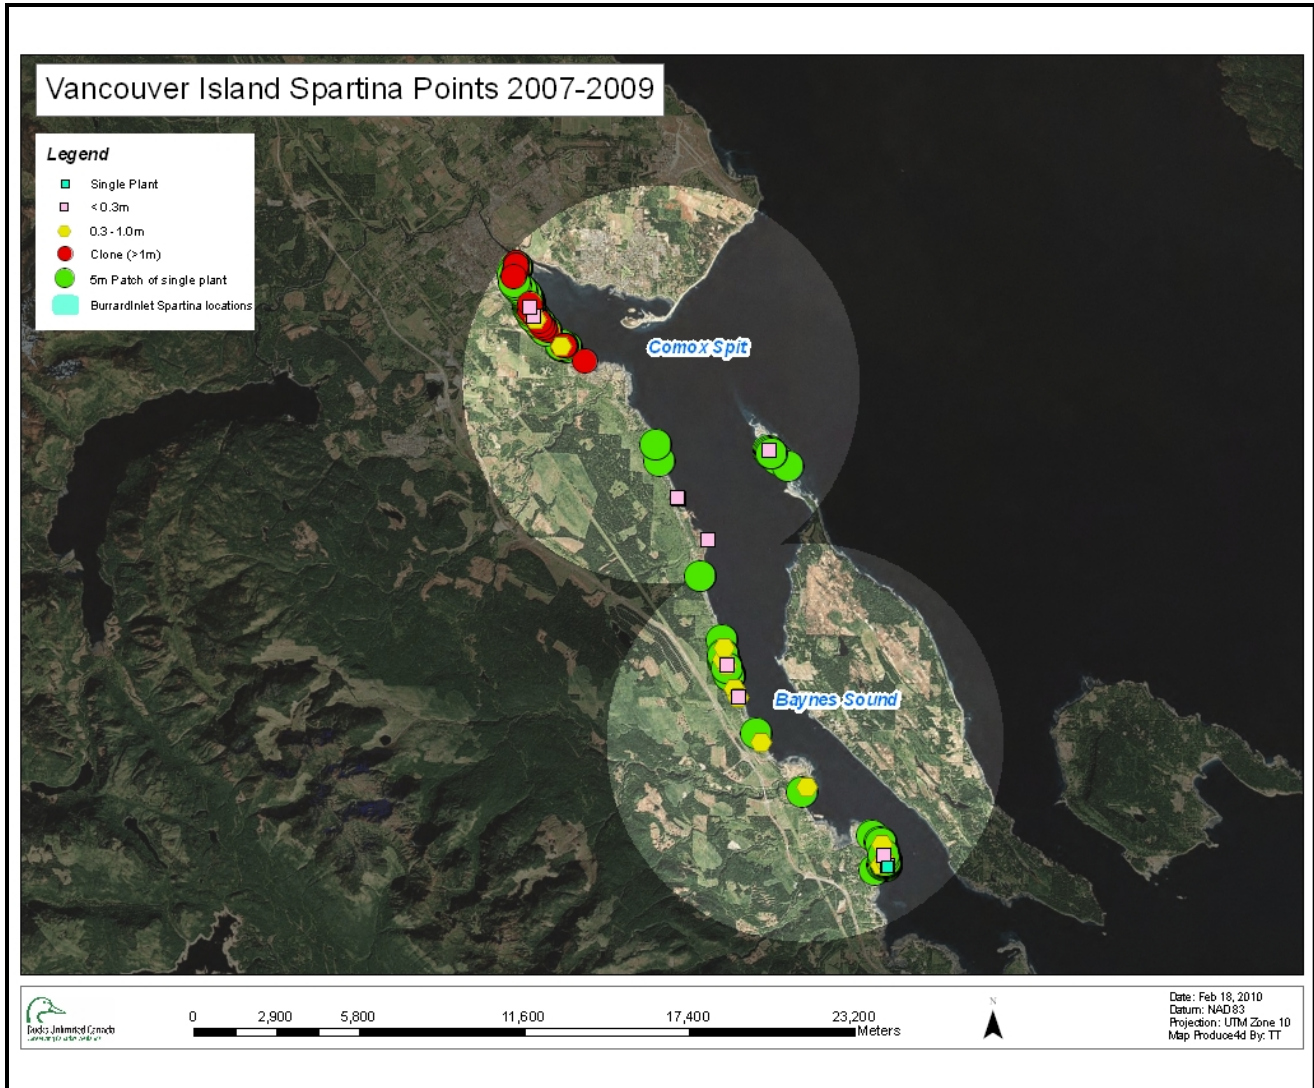 Vancouver Island Spartina Points 2007-2009
Legend
Single Plant
< 0.3m
0.3 - 1.0m
Clone (>1m)
5m Patch of single plant
BurrardInlet Spartina locations
Comox Spit
Baynes Sound
Ducks Unlimited Canada
0 2,900 5,800 11,600 17,400 23,200
Meters
N
Date: Feb 18, 2010
Datum: NAD83
Projection: UTM Zone 10
Map Produce4d By: TT